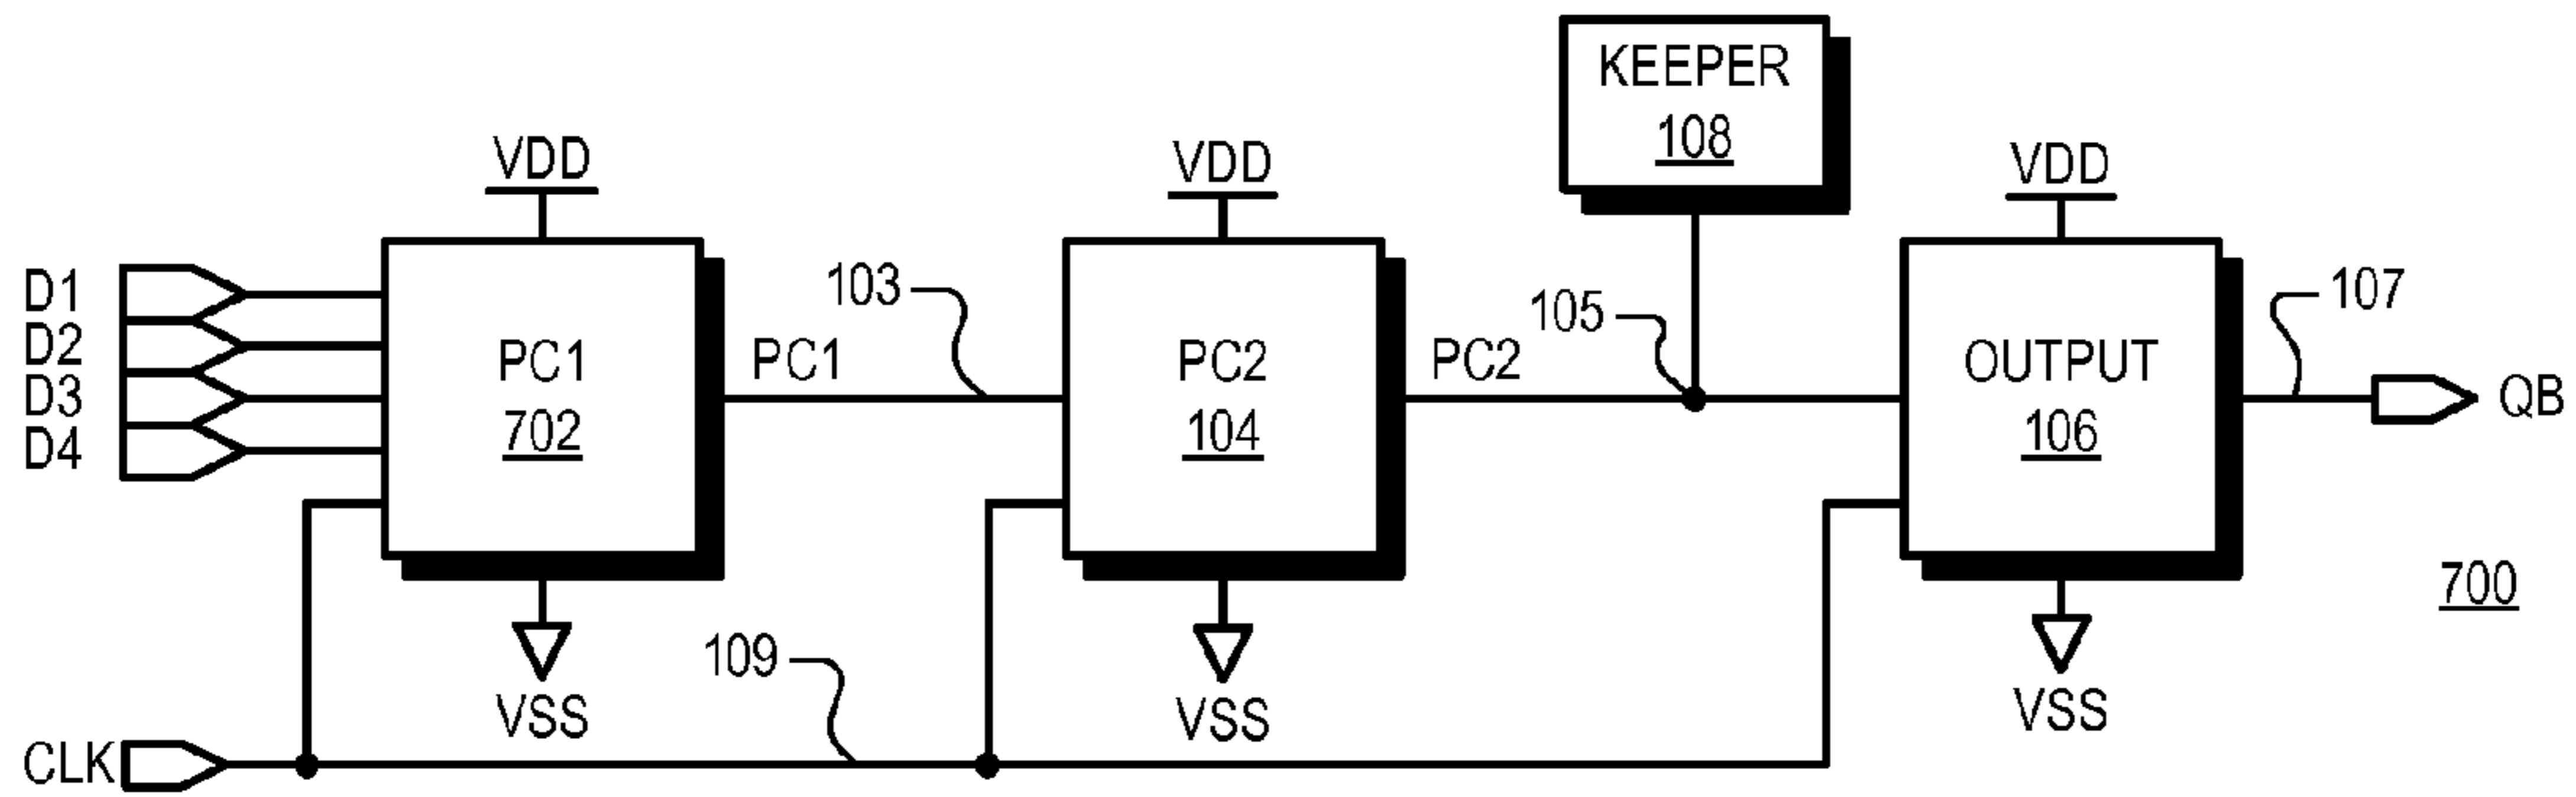 KEEPER
108
VDD
VDD
VDD
D1
D2
D3
D4
PC1
702
PC1
103
PC2
104
PC2
105
OUTPUT
106
107
QB
VSS
VSS
VSS
109
CLK
700